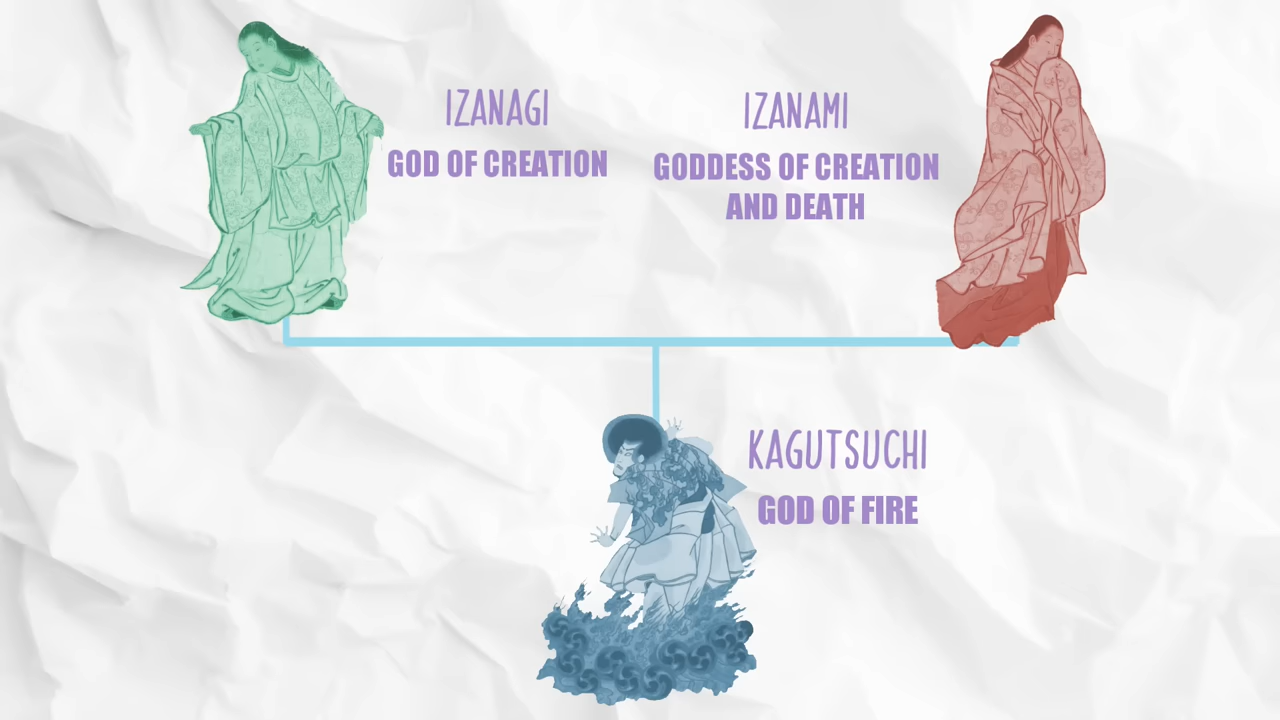 IZANAGI
GOD OF CREATION
IZANAMI
GODDESS OF CREATION
AND DEATH
KAGUTSUCHI
GOD OF FIRE